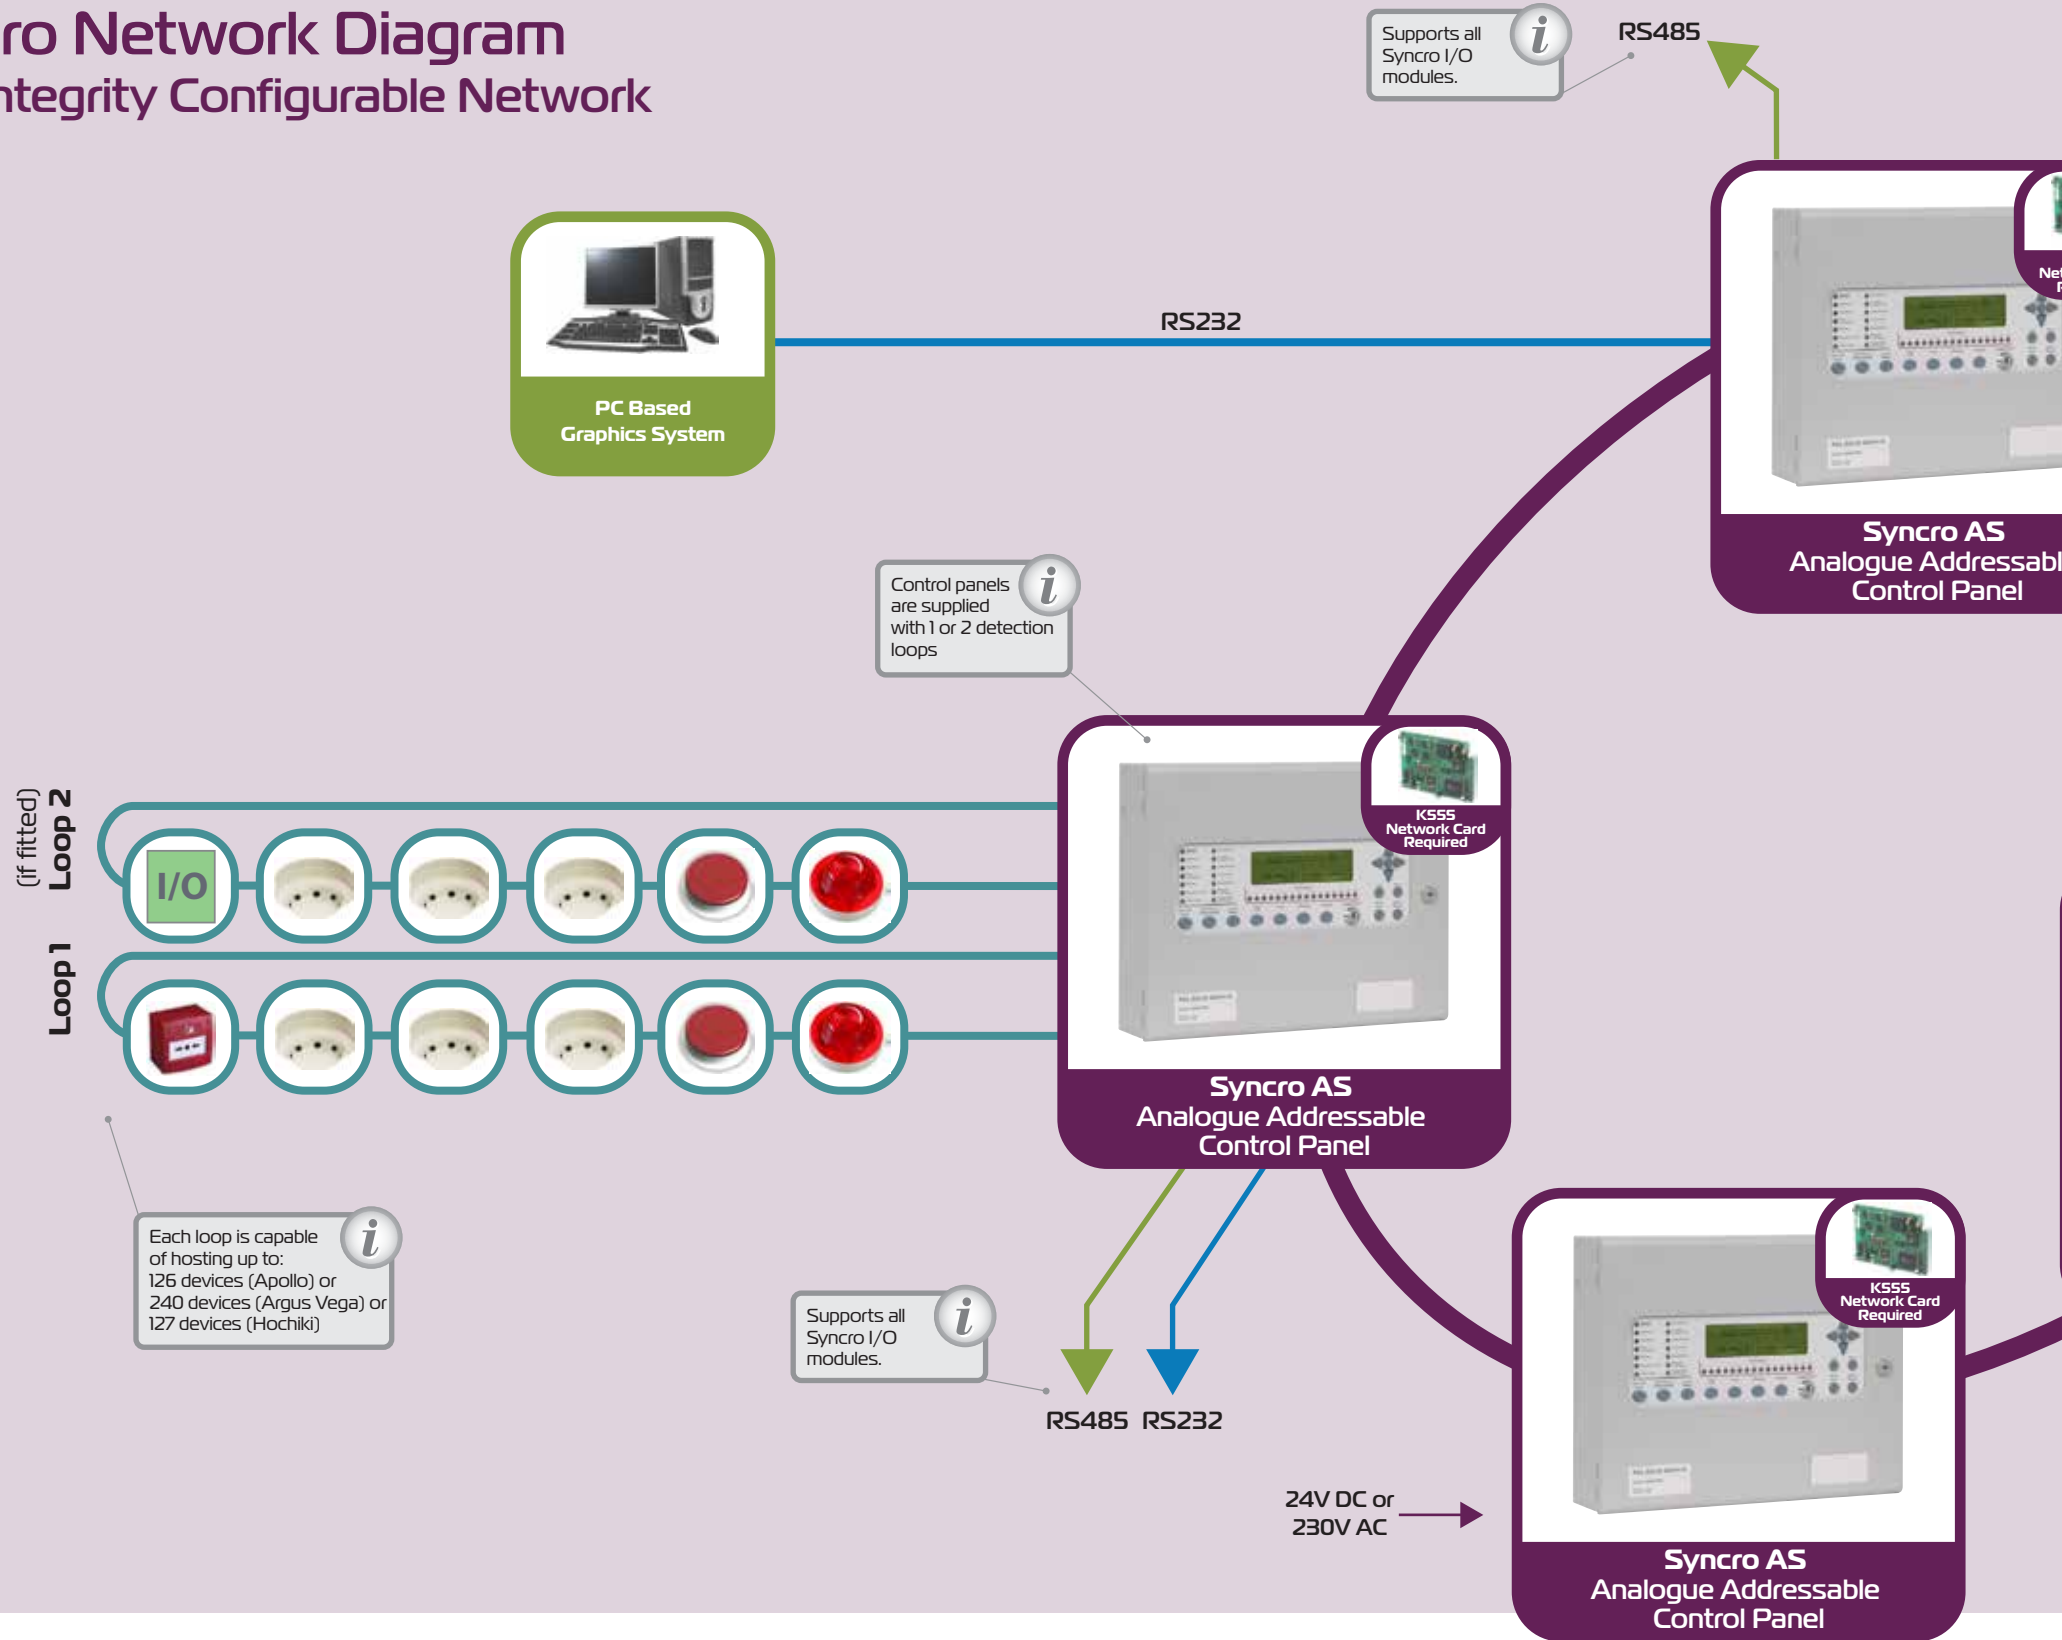 ro Network Diagram
ntegrity Configurable Network
Supports all
Syncro I/O
modules.
RS485
RS232
PC Based
Graphics System
Syncro AS
Analogue Addressabl
Control Panel
Control panels
are supplied
with 1 or 2 detection
loops
K555
Network Card
Required
(if fitted)
Loop 2
I/O
Loop 1
Syncro AS
Analogue Addressable
Control Panel
Each loop is capable
of hosting up to:
126 devices (Apollo) or
240 devices (Argus Vega) or
127 devices (Hochiki)
Supports all
Syncro I/O
modules.
RS485 RS232
K555
Network Card
Required
24V DC or
230V AC
Syncro AS
Analogue Addressable
Control Panel